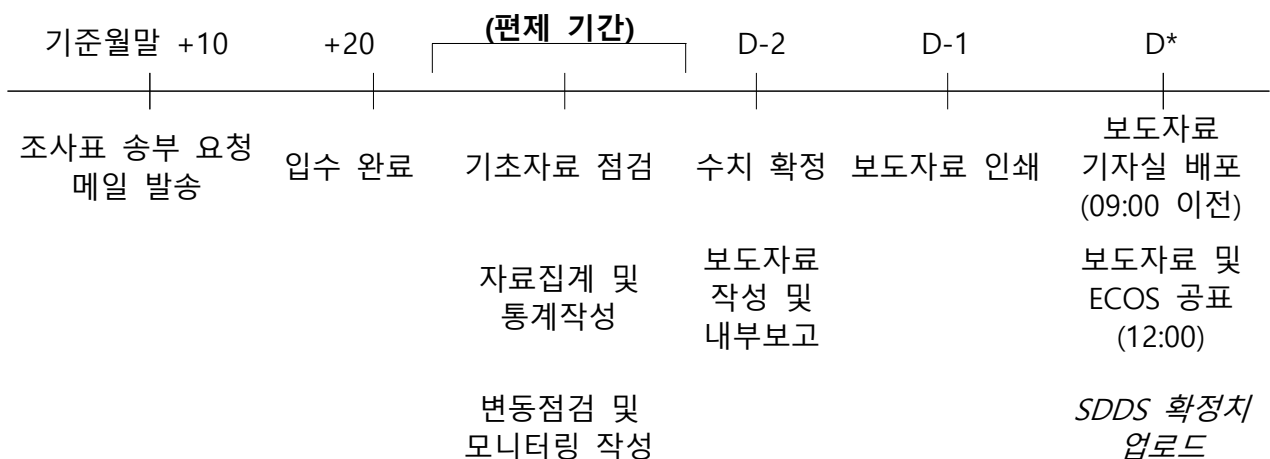 (편제 기간)
기준월말 +10 +20 D-2 D-1 D*
조사표 송부 요청
메일 발송
입수 완료
기초자료 점검
수치 확정
보도자료 인쇄
보도자료
기자실 배포
(09:00 이전)
자료집계 및
통계작성
보도자료
작성 및
내부보고
보도자료 및
ECOS 공표
(12:00)
변동점검 및
모니터링 작성
SDDS 확정치
업로드